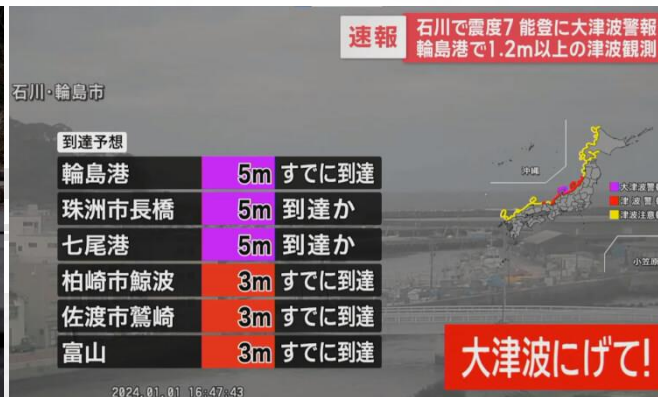 速報
石川で震度7 能登に大津波警報
輪島港で1.2m以上の津波観測
石川・輪島市
到達予想
輪島港 5m すでに到達
珠洲市長橋 5m 到達か
七尾港 5m 到達か
柏崎市鯨波 3m すでに到達
佐渡市鷲崎 3m すでに到達
富山 3m すでに到達
沖縄
大津波警
津波警
津波注意
小笠原
大津波にげて!
2024.01.01 16:47:43